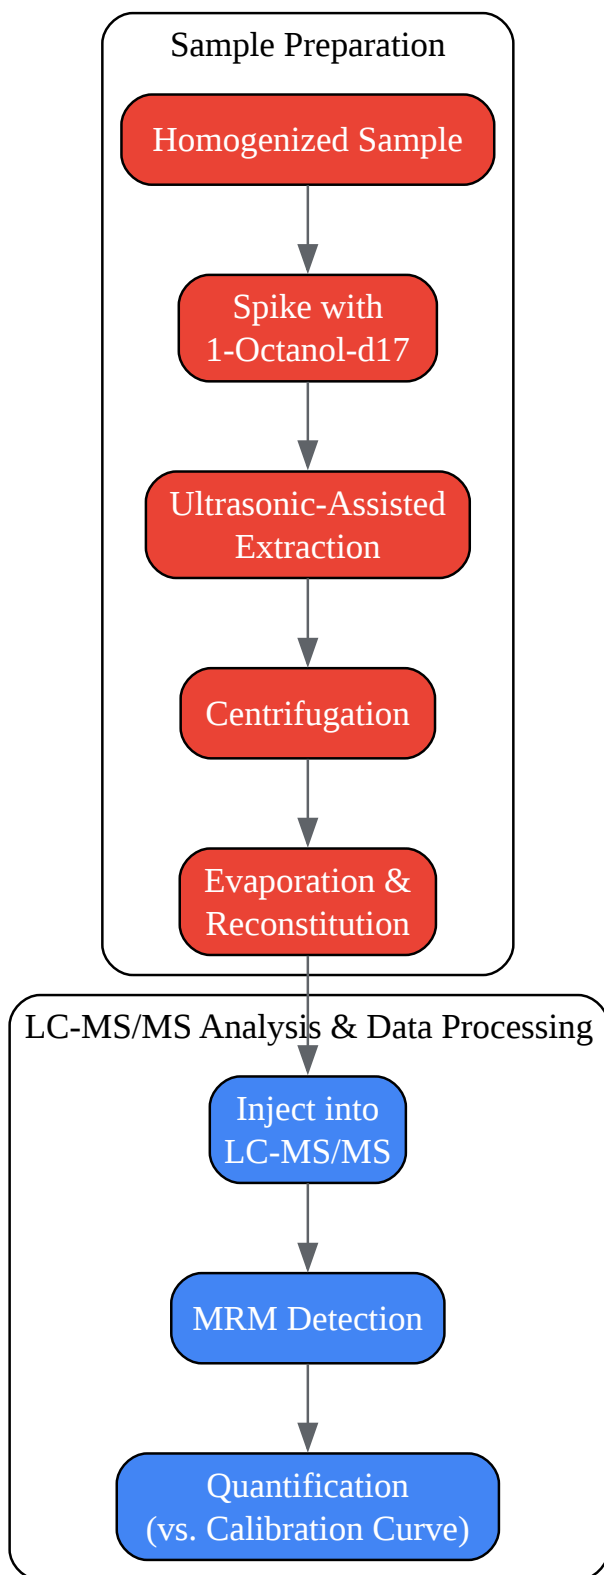 Sample Preparation
Homogenized Sample
Spike with
1-Octanol-d17
Ultrasonic-Assisted
Extraction
Centrifugation
Evaporation &
Reconstitution
LC-MS/MS Analysis & Data Processing
Inject into
LC-MS/MS
MRM Detection
Quantification
(vs. Calibration Curve)